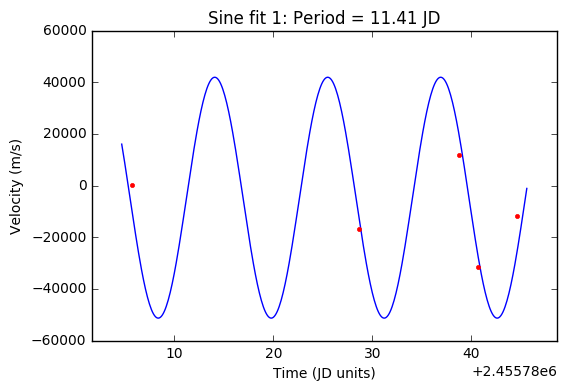 Sine fit 1: Period = 11.41 JD
60000
40000
20000
0
−20000
−40000
−60000
Velocity (m/s)
10
20
30
40
Time (JD units)
+2.45578e6